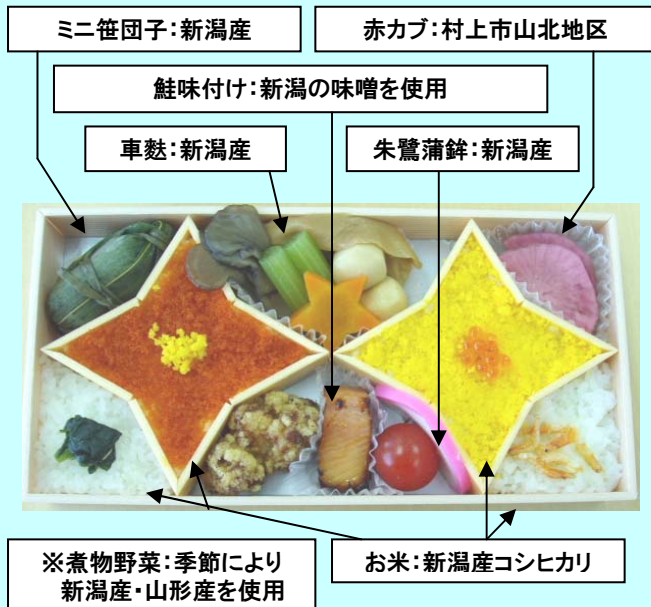 ミニ笹団子：新潟産
赤カブ：村上市山北地区
鮭味付け：新潟の味噌を使用
車麩：新潟産
朱鷺蒲鉾：新潟産
※煮物野菜：季節により
新潟産・山形産を使用
お米：新潟産コシヒカリ